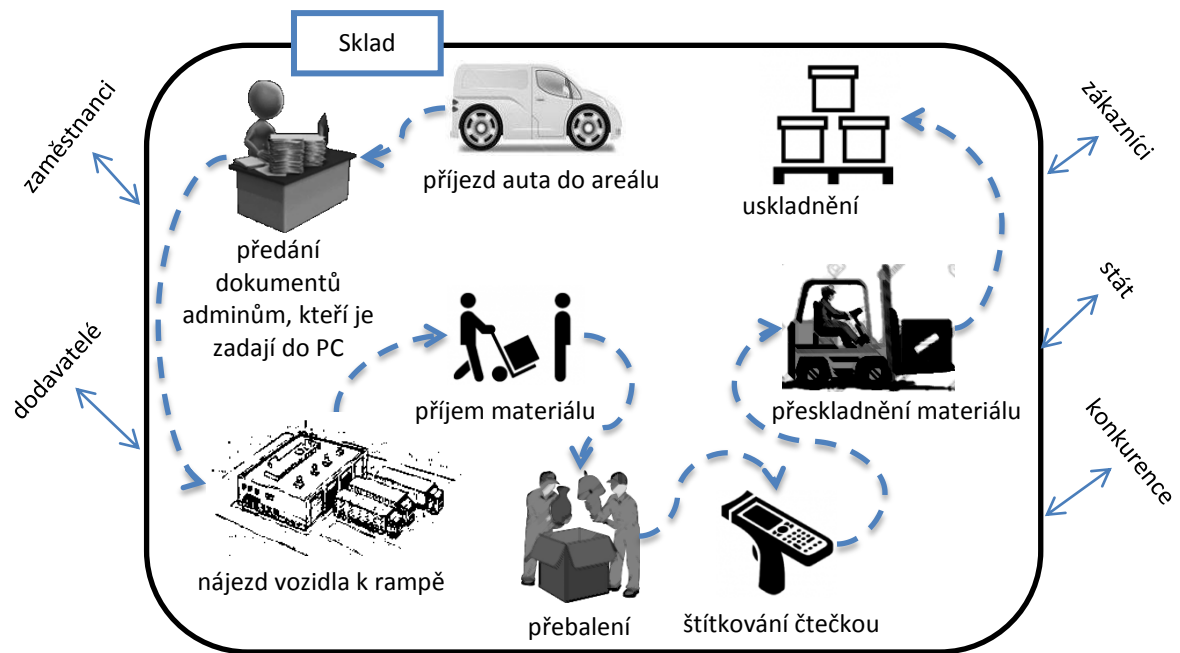 Sklad
zaměstnanci
dodavatelé
příjezd auta do areálu
předání
dokumentů
adminům, kteří je
zadají do PC
nájezd vozidla k rampě
příjem materiálu
přebalení
štítkování čtečkou
přeskladnění materiálu
uskladnění
zákazníci
stát
konkurence